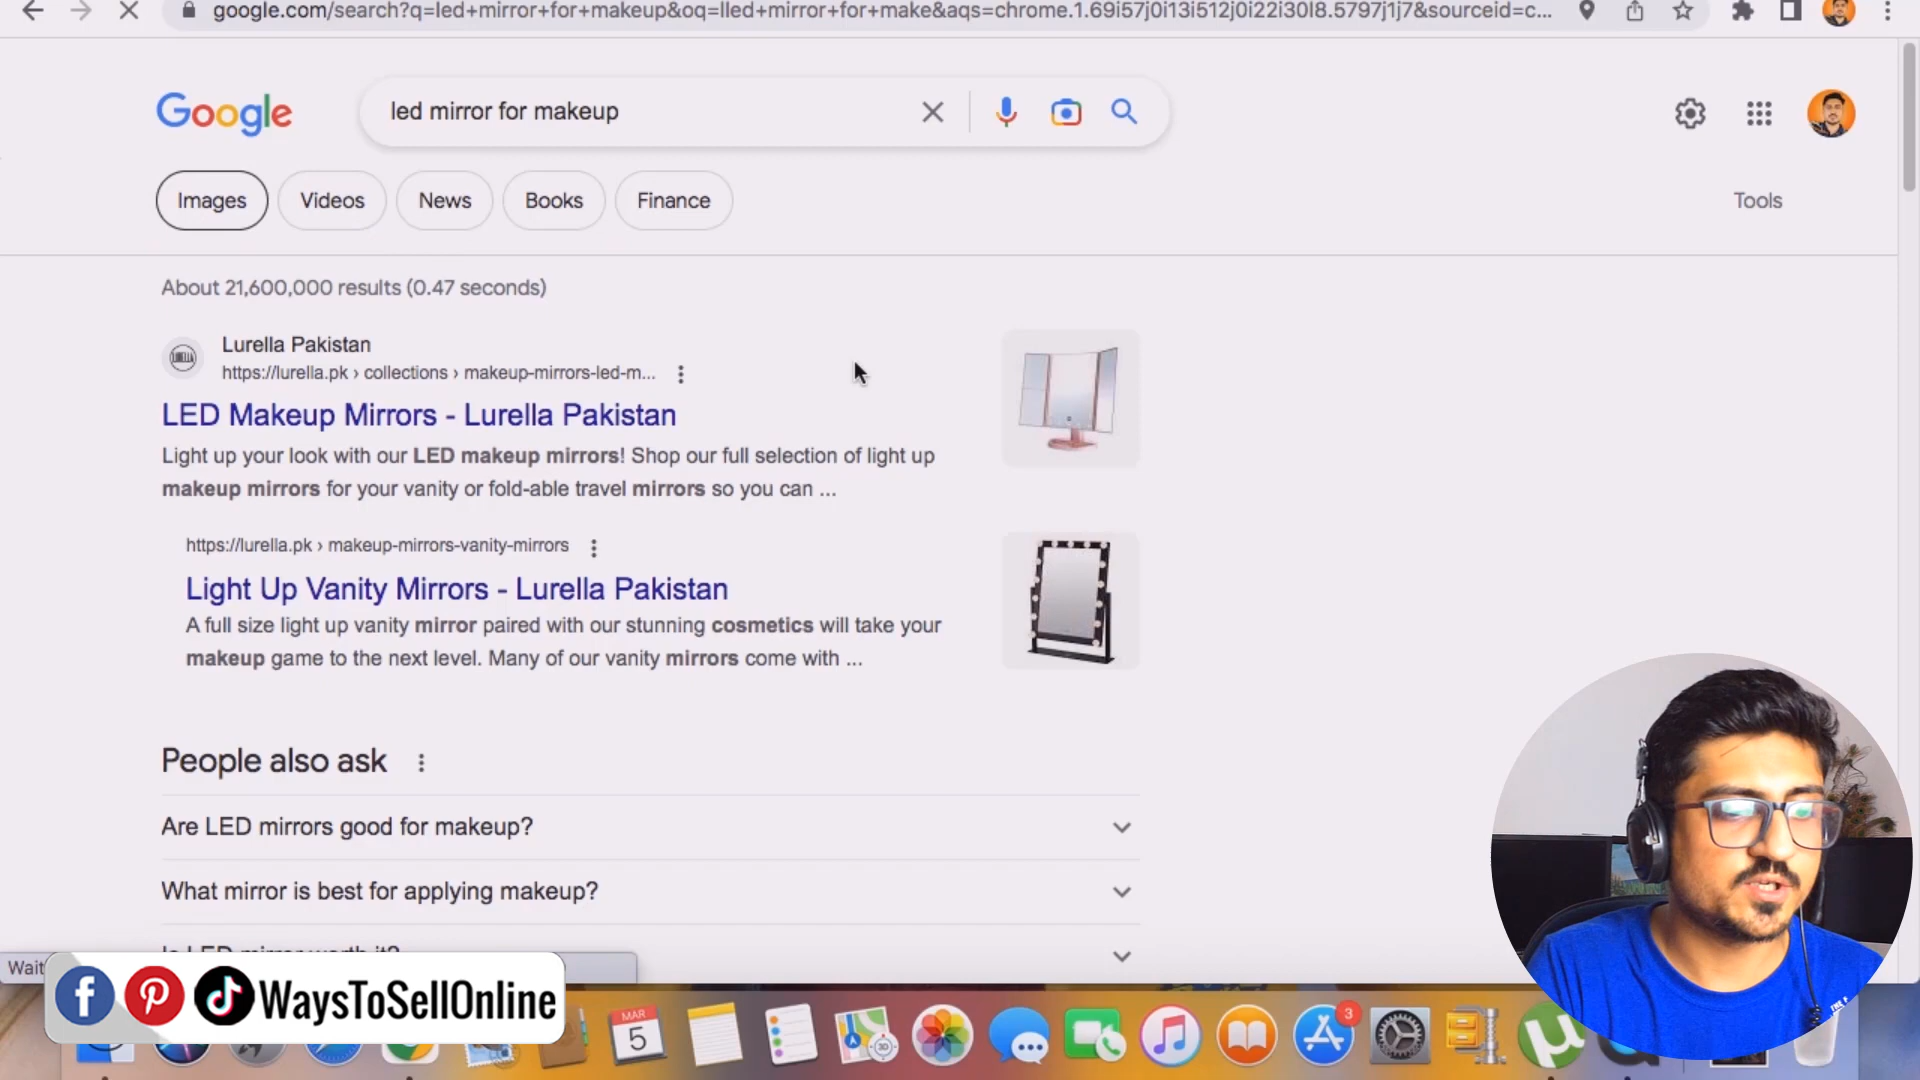 google.com/search?q=led+mirror+for+makeup&oq=lled+mirror+for+make&aqs=chrome.1.69i57j0i13i512j0i22i30l8.5797j1j7&sourceid=c...
Google
led mirror for makeup
Images
Videos
News
Books
Finance
Tools
About 21,600,000 results (0.47 seconds)
Lurella Pakistan
https://lurella.pk › collections › makeup-mirrors-led-m...
LED Makeup Mirrors - Lurella Pakistan
Light up your look with our LED makeup mirrors! Shop our full selection of light up
makeup mirrors for your vanity or fold-able travel mirrors so you can ...
https://lurella.pk › makeup-mirrors-vanity-mirrors
Light Up Vanity Mirrors - Lurella Pakistan
A full size light up vanity mirror paired with our stunning cosmetics will take your
makeup game to the next level. Many of our vanity mirrors come with ...
People also ask
Are LED mirrors good for makeup?
What mirror is best for applying makeup?
Is LED mirror worth it?
Wait
WaysToSellOnline
MAR
5
3D
3